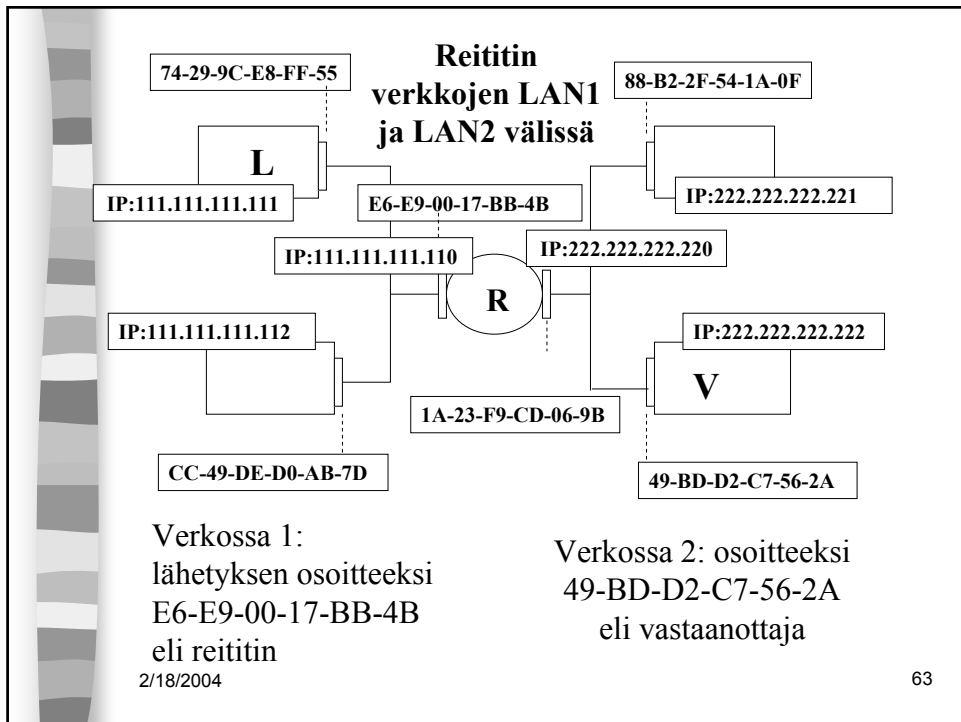 Reititin
verkkojen LAN1
ja LAN2 välissä
74-29-9C-E8-FF-55
88-B2-2F-54-1A-0F
L
IP:111.111.111.111
E6-E9-00-17-BB-4B
IP:222.222.222.221
IP:111.111.111.110
IP:222.222.222.220
R
IP:111.111.111.112
IP:222.222.222.222
V
1A-23-F9-CD-06-9B
CC-49-DE-D0-AB-7D
49-BD-D2-C7-56-2A
Verkossa 1:
lähetyksen osoitteeksi
E6-E9-00-17-BB-4B
eli reititin
Verkossa 2: osoitteeksi
49-BD-D2-C7-56-2A
eli vastaanottaja
2/18/2004
63